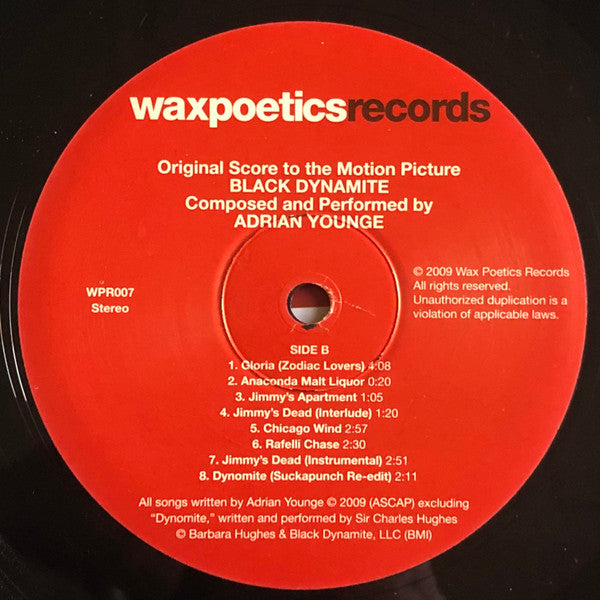 waxpoeticsrecords
Original Score to the Motion Picture
BLACK DYNAMITE
Composed and Performed by
ADRIAN YOUNGE
WPR007
Stereo
© 2009 Wax Poetics Records
All rights reserved.
Unauthorized duplication is a
violation of applicable laws.
SIDE B
1. Gloria (Zodiac Lovers) 4:08
2. Anaconda Malt Liquor 0:20
3. Jimmy's Apartment 1:05
4. Jimmy's Dead (Interlude) 1:20
5. Chicago Wind 2:57
6. Rafelli Chase 2:30
7. Jimmy's Dead (Instrumental) 2:51
8. Dynomite (Suckapunch Re-edit) 2:11
All songs written by Adrian Younge © 2009 (ASCAP) excluding
"Dynomite," written and performed by Sir Charles Hughes
© Barbara Hughes & Black Dynamite, LLC (BMI)